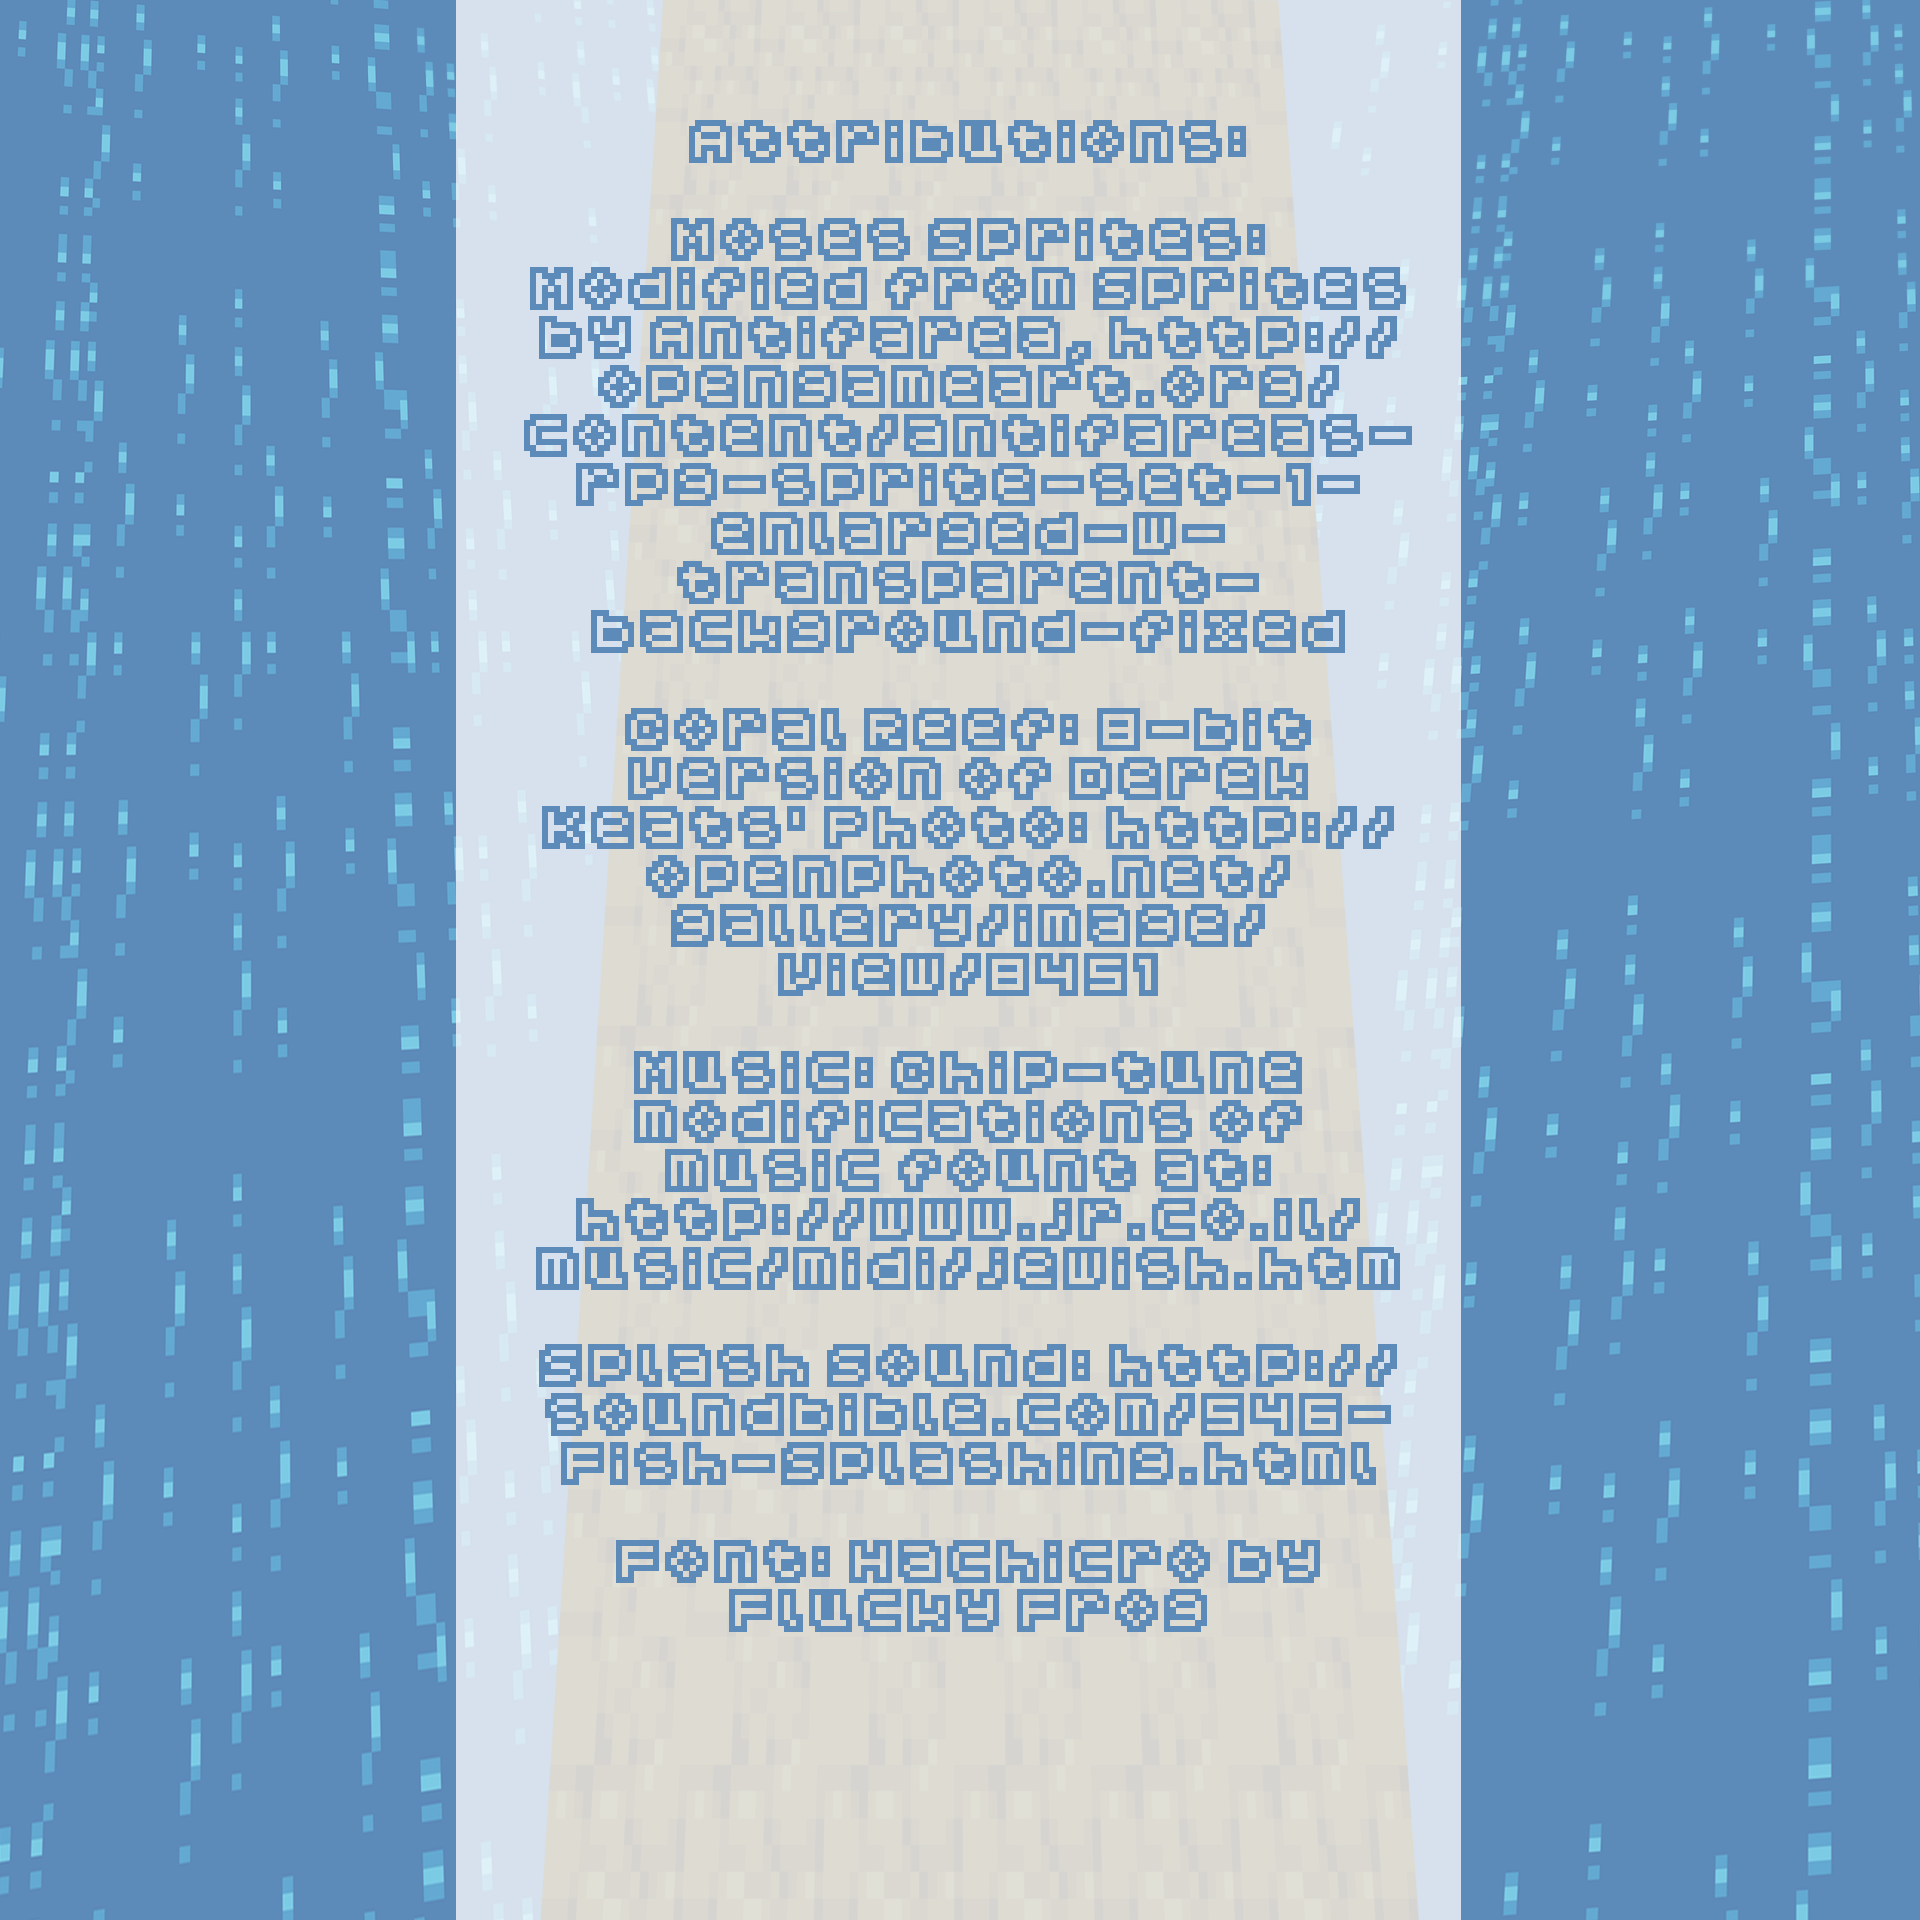 Attributions:
Moses Sprites:
Modified from Sprites
by Antifarea, http://
opengameart.org/
content/antifareas-
rpg-sprite-set-1-
enlarged-w-
transparent-
background-fixed
Coral Reef: 8-bit
version of Derek
Keats' Photo: http://
openphoto.net/
gallery/image/
view/8451
Music: Chip-tune
modifications of
music fount at:
http://www.jr.co.il/
music/midi/jewish.htm
Splash Sound: http://
soundbible.com/546-
Fish-Splashing.html
Font: Hachicro by
Flucky Frog